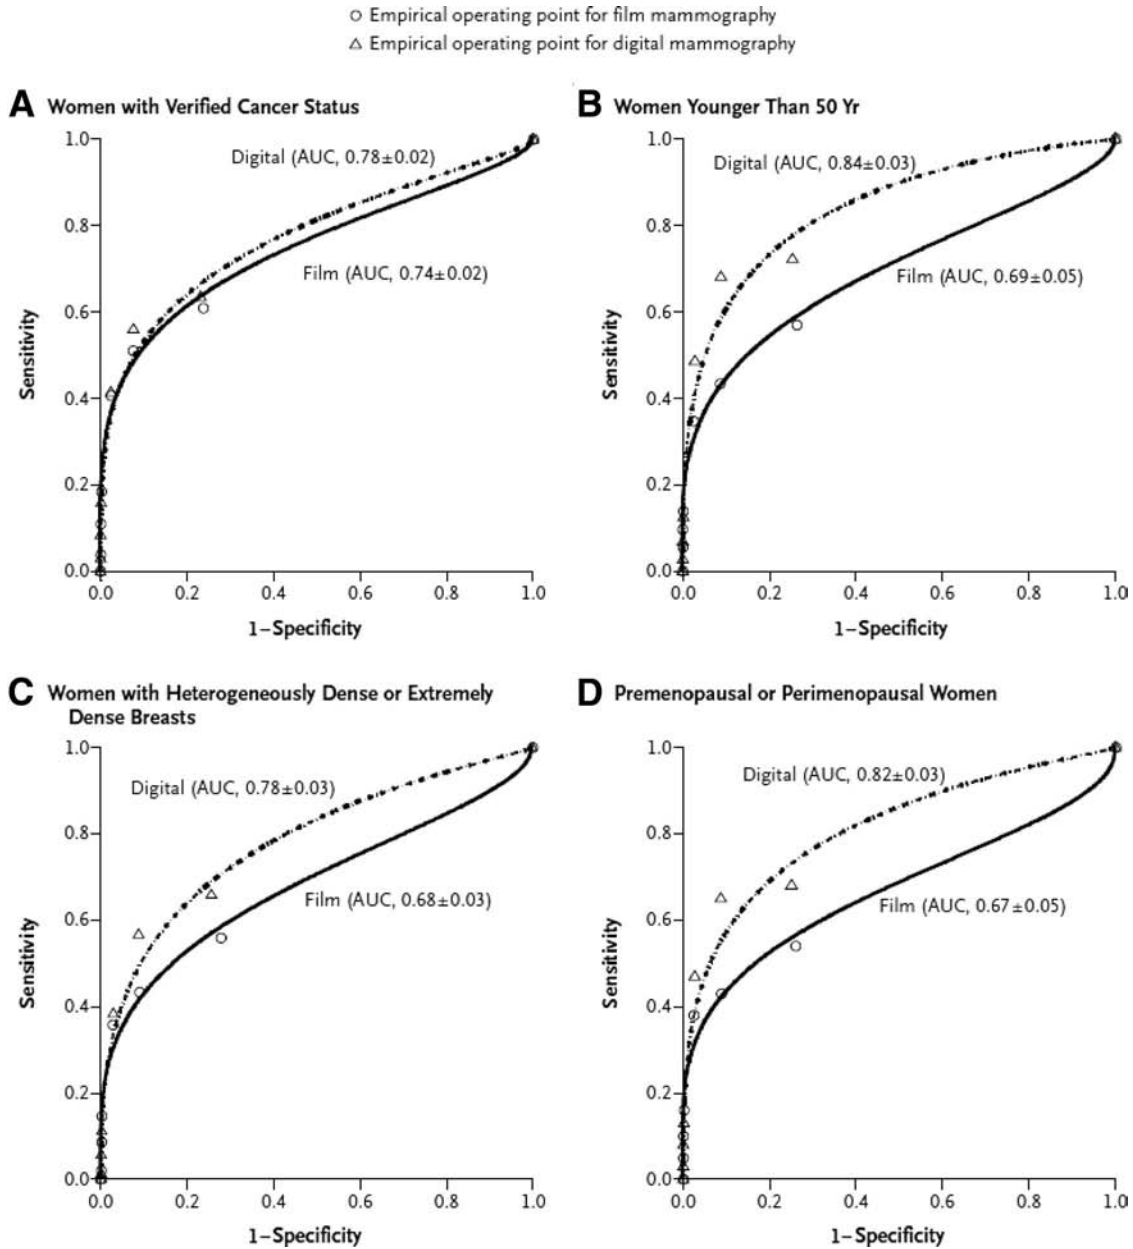 ○ Empirical operating point for film mammography
△ Empirical operating point for digital mammography
A Women with Verified Cancer Status
1.0
0.8
0.6
0.4
0.2
0.0
Sensitivity
Digital (AUC, 0.78±0.02)
Film (AUC, 0.74±0.02)
0.0 0.2 0.4 0.6 0.8 1.0
1–Specificity
B Women Younger Than 50 Yr
1.0
0.8
0.6
0.4
0.2
0.0
Sensitivity
Digital (AUC, 0.84±0.03)
Film (AUC, 0.69±0.05)
0.0 0.2 0.4 0.6 0.8 1.0
1–Specificity
C Women with Heterogeneously Dense or Extremely
Dense Breasts
1.0
0.8
0.6
0.4
0.2
0.0
Sensitivity
Digital (AUC, 0.78±0.03)
Film (AUC, 0.68±0.03)
0.0 0.2 0.4 0.6 0.8 1.0
1–Specificity
D Premenopausal or Perimenopausal Women
1.0
0.8
0.6
0.4
0.2
0.0
Sensitivity
Digital (AUC, 0.82±0.03)
Film (AUC, 0.67±0.05)
0.0 0.2 0.4 0.6 0.8 1.0
1–Specificity